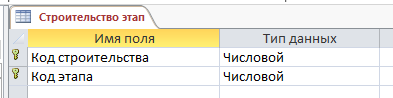 Строительство этап
Имя поля Тип данных
Код строительства Числовой
Код этапа Числовой